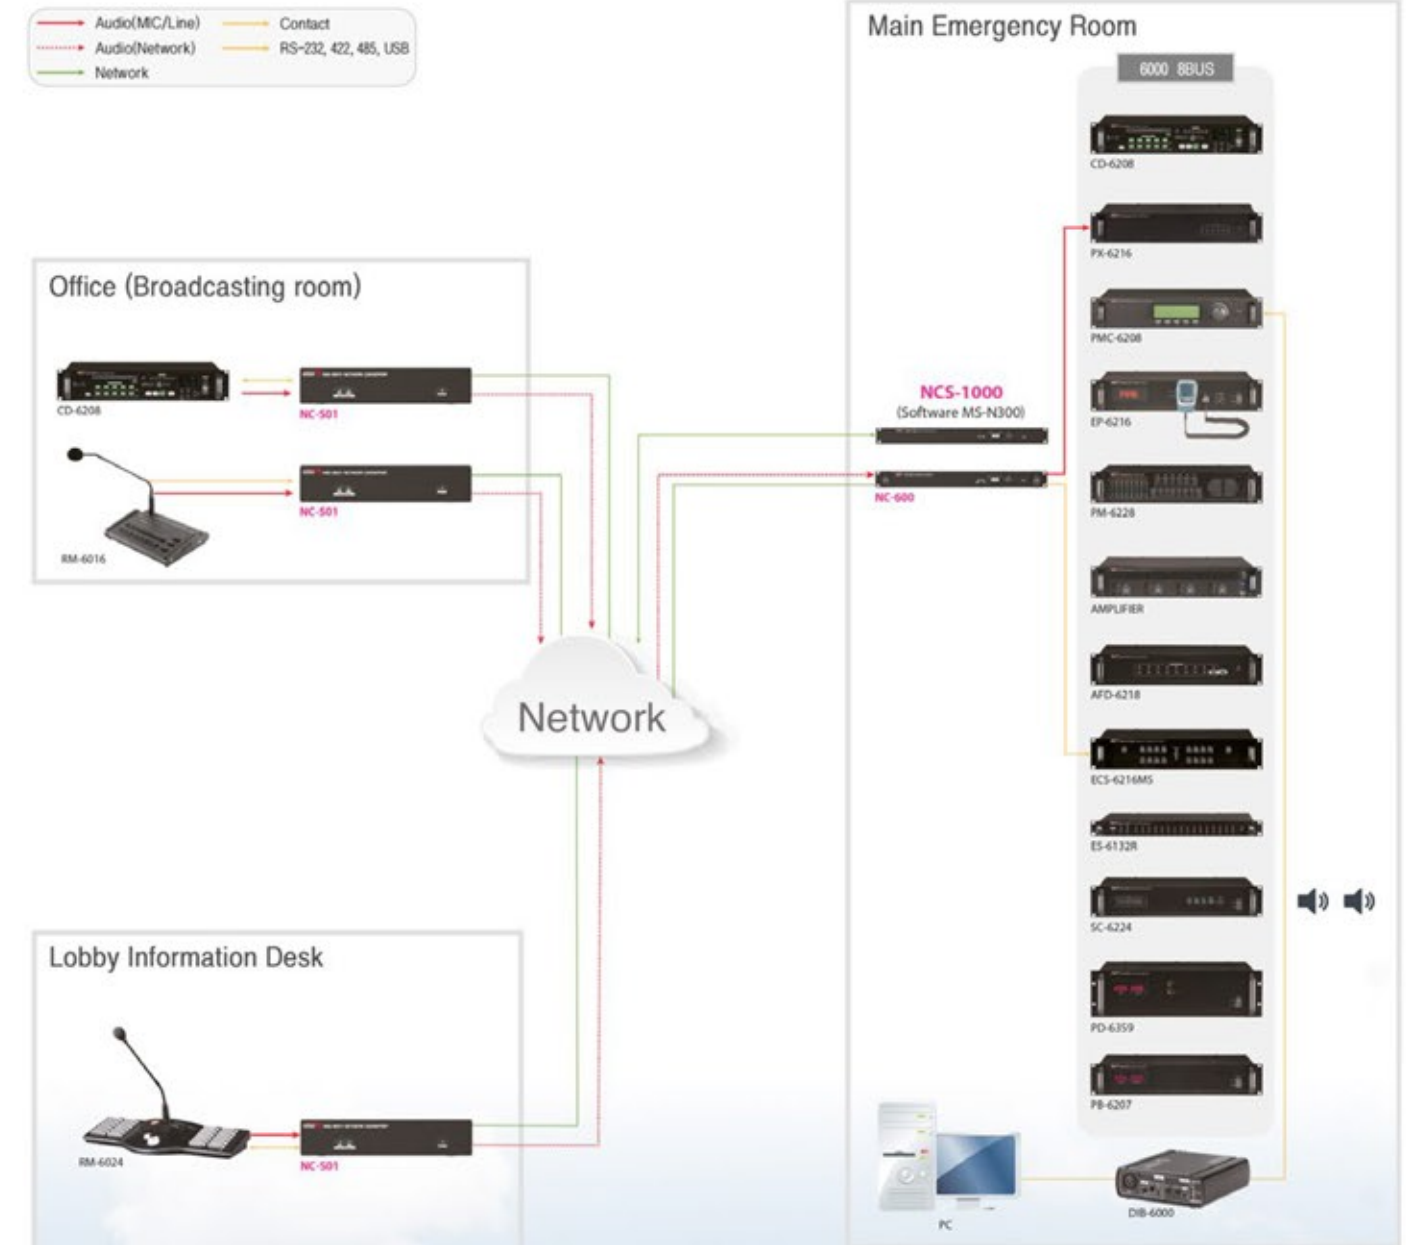 Audio(MIC/Line)
Contact
Audio(Network)
RS-232, 422, 485, USB
Network
Main Emergency Room
6000 8BUS
CD-6208
PX-6216
PMC-6208
EP-6216
PM-6228
AMPLIFIER
AFD-6218
ECS-6216MS
ES-6132R
SC-6224
PD-6359
PB-6207
Office (Broadcasting room)
CD-6208
NC-S01
RM-6016
NC-S01
NCS-1000
(Software MS-N300)
NC-600
Network
Lobby Information Desk
RM-6024
NC-S01
PC
DIB-6000